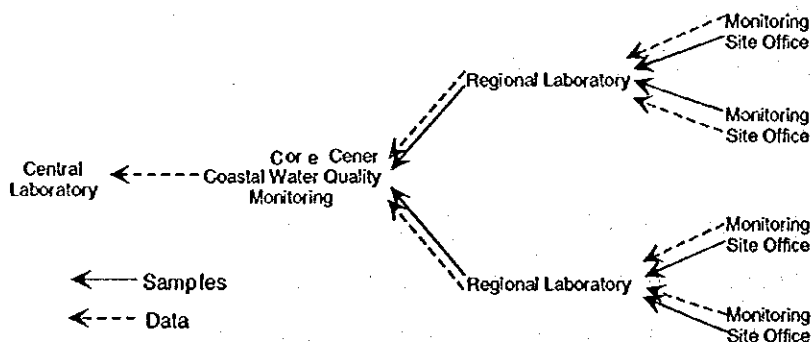 Monitoring
Site Office
Regional Laboratory
Monitoring
Site Office
Central
Laboratory
Cor e Cener
Coastal Water Quality
Monitoring
Monitoring
Site Office
Regional Laboratory
Monitoring
Site Office
Samples
Data